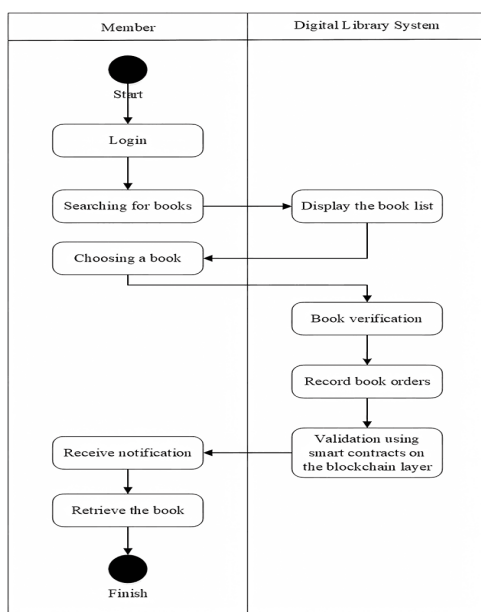 Member
Digital Library System
Start
Login
Searching for books
Display the book list
Choosing a book
Book verification
Record book orders
Validation using
smart contracts on
the blockchain layer
Receive notification
Retrieve the book
Finish